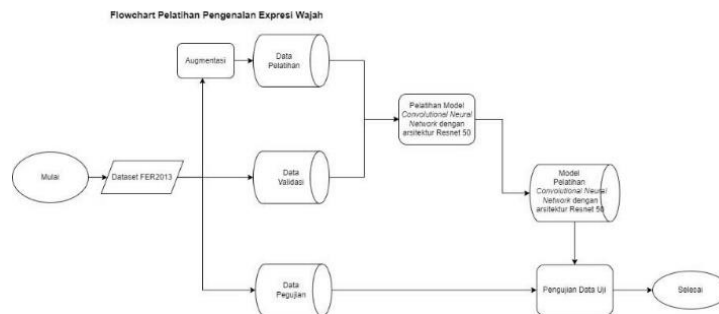 Flowchart Pelatihan Pengenalan Expresi Wajah
Augmentasi
Data
Pelatihan
Pelatihan Model
Convolutional Neural
Network dengan
arsitektur Resnet 50
Mulai
Dataset FER2013
Data
Validasi
Model
Pelatihan
Convolutional Neural
Network dengan
arsitektur Resnet 50
Data
Pegujian
Pengujian Data Uji
Selesai